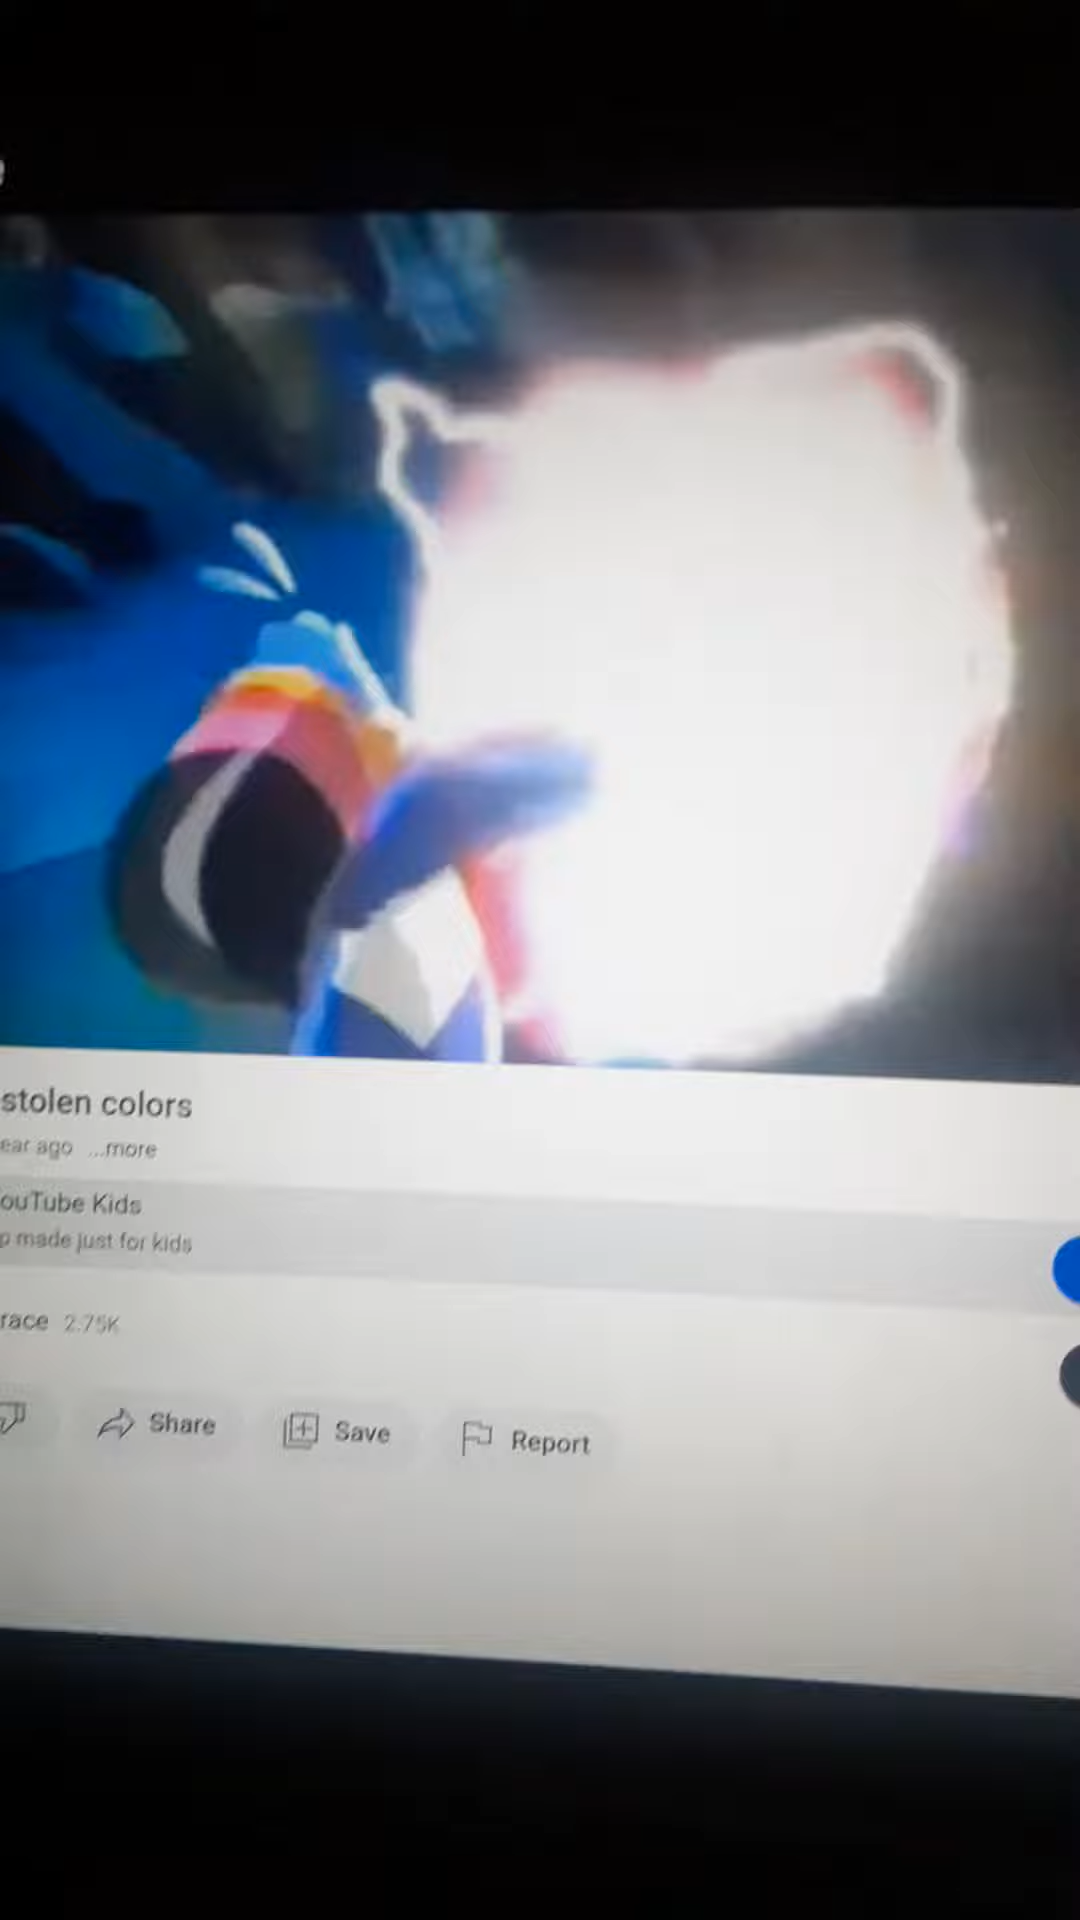 stolen colors
ear ago ...more
ouTube Kids
p made just for kids
race 2.75K
Share
Save
Report